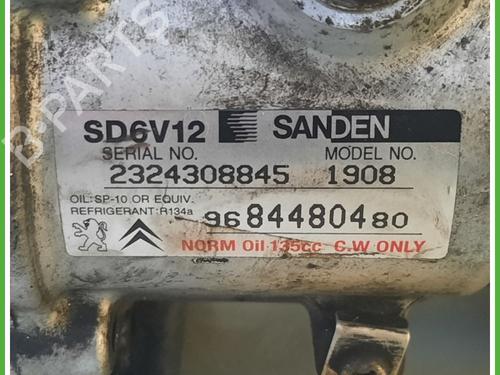 B-PARTS
SD6V12 SANDEN
SERIAL NO. MODEL NO.
2324308845 1908
OIL:SP-10 OR EQUIV.
REFRIGERANT:R134a
9684480480
NORM Oil 135cc C.W ONLY